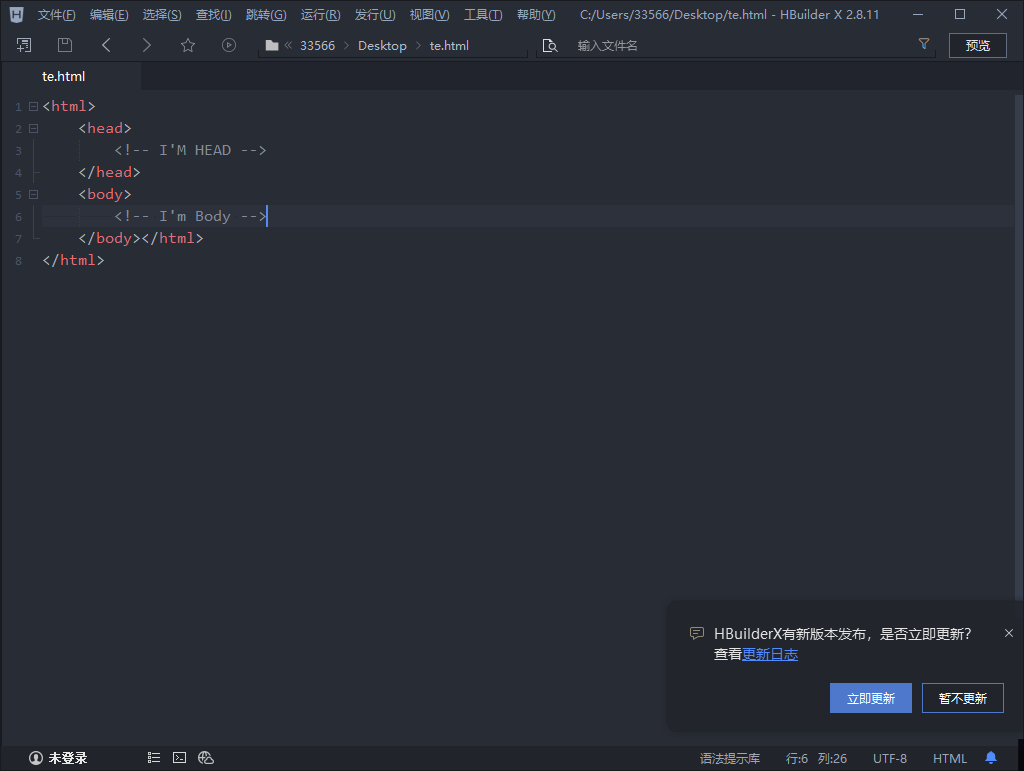 文件(F) 编辑(E) 选择(S) 查找(I) 跳转(G) 运行(R) 发行(U) 视图(V) 工具(T) 帮助(Y) C:/Users/33566/Desktop/te.html - HBuilder X 2.8.11
33566 Desktop te.html 输入文件名 预览
te.html
1 <html>
2 <head>
3 <!-- I'M HEAD -->
4 </head>
5 <body>
6 <!-- I'm Body -->
7 </body></html>
8 </html>
HBuilderX有新版本发布，是否立即更新?
查看更新日志
立即更新 暂不更新
未登录 语法提示库 行:6 列:26 UTF-8 HTML